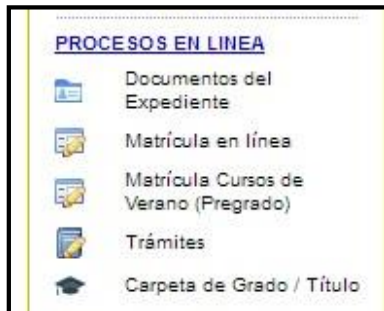 PROCESOS EN LINEA
Documentos del
Expediente
Matrícula en línea
Matrícula Cursos de
Verano (Pregrado)
Trámites
Carpeta de Grado / Título